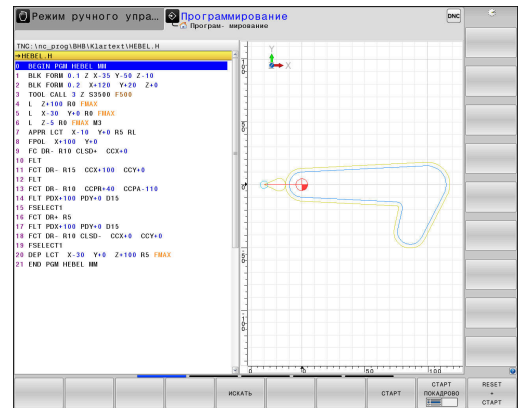 Режим ручного упра…
Программирование
Програм- мирование
DNC
TNC:\nc_prog\BHB\Klartext\HEBEL.H
→HEBEL.H
0 BEGIN PGM HEBEL MM
1 BLK FORM 0.1 Z X-35 Y-50 Z-10
2 BLK FORM 0.2 X+120 Y+20 Z+0
3 TOOL CALL 3 Z S3500 F500
4 L Z+100 R0 FMAX
5 L X-30 Y+0 R0 FMAX
6 L Z-5 R0 FMAX M3
7 APPR LCT X-10 Y+0 R5 RL
8 FPOL X+100 Y+0
9 FC DR- R10 CLSD+ CCX+0
10 FLT
11 FCT DR- R15 CCX+100 CCY+0
12 FLT
13 FCT DR- R10 CCPR+40 CCPA-110
14 FLT PDX+100 PDY+0 D15
15 FSELECT1
16 FCT DR+ R5
17 FLT PDX+100 PDY+0 D15
18 FCT DR- R10 CLSD- CCX+0 CCY+0
19 FSELECT1
20 DEP LCT X-30 Y+0 Z+100 R5 FMAX
21 END PGM HEBEL MM
Y
X
0
50
100
ИСКАТЬ
СТАРТ
СТАРТ
ПОКАДРОВО
RESET
+
СТАРТ